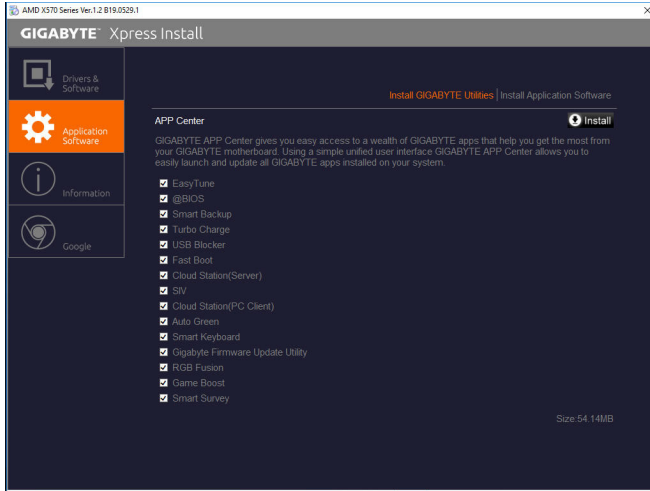 AMD X570 Series Ver.1.2 B19.0529.1
GIGABYTE™ Xpress Install
Drivers &
Software
Application
Software
Information
Google
Install GIGABYTE Utilities | Install Application Software
APP Center
Install
GIGABYTE APP Center gives you easy access to a wealth of GIGABYTE apps that help you get the most from
your GIGABYTE motherboard. Using a simple unified user interface GIGABYTE APP Center allows you to
easily launch and update all GIGABYTE apps installed on your system.
EasyTune
@BIOS
Smart Backup
Turbo Charge
USB Blocker
Fast Boot
Cloud Station(Server)
SIV
Cloud Station(PC Client)
Auto Green
Smart Keyboard
Gigabyte Firmware Update Utility
RGB Fusion
Game Boost
Smart Survey
Size:54.14MB